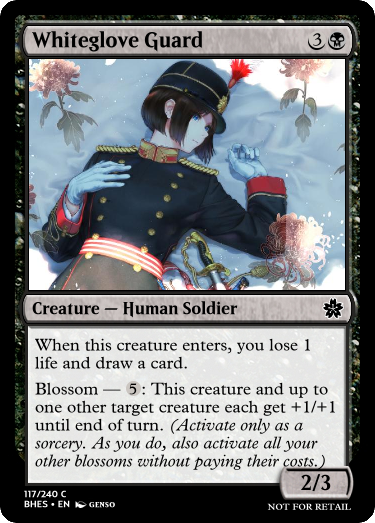 Whiteglove Guard 3
Creature — Human Soldier
When this creature enters, you lose 1
life and draw a card.
Blossom — 5: This creature and up to
one other target creature each get +1/+1
until end of turn. (Activate only as a
sorcery. As you do, also activate all your
other blossoms without paying their costs.)
2/3
117/240 C
BHES • EN GENSO
NOT FOR RETAIL